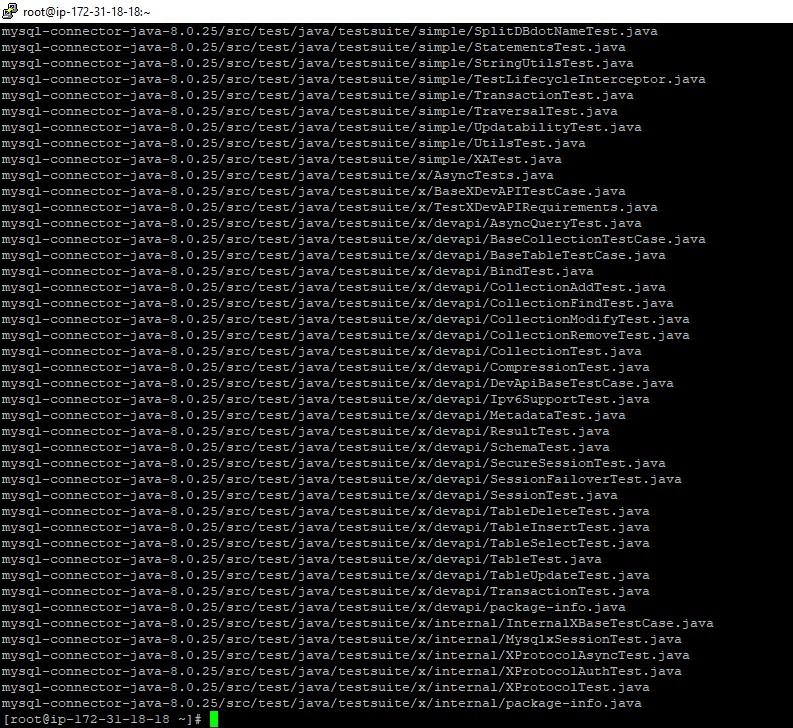 root@ip-172-31-18-18:~
mysql-connector-java-8.0.25/src/test/java/testsuite/simple/SplitDBdotNameTest.java
mysql-connector-java-8.0.25/src/test/java/testsuite/simple/StatementsTest.java
mysql-connector-java-8.0.25/src/test/java/testsuite/simple/StringUtilsTest.java
mysql-connector-java-8.0.25/src/test/java/testsuite/simple/TestLifecycleInterceptor.java
mysql-connector-java-8.0.25/src/test/java/testsuite/simple/TransactionTest.java
mysql-connector-java-8.0.25/src/test/java/testsuite/simple/TraversalTest.java
mysql-connector-java-8.0.25/src/test/java/testsuite/simple/UpdatabilityTest.java
mysql-connector-java-8.0.25/src/test/java/testsuite/simple/UtilsTest.java
mysql-connector-java-8.0.25/src/test/java/testsuite/simple/XATest.java
mysql-connector-java-8.0.25/src/test/java/testsuite/x/AsyncTests.java
mysql-connector-java-8.0.25/src/test/java/testsuite/x/BaseXDevAPITestCase.java
mysql-connector-java-8.0.25/src/test/java/testsuite/x/TestXDevAPIRequirements.java
mysql-connector-java-8.0.25/src/test/java/testsuite/x/devapi/AsyncQueryTest.java
mysql-connector-java-8.0.25/src/test/java/testsuite/x/devapi/BaseCollectionTestCase.java
mysql-connector-java-8.0.25/src/test/java/testsuite/x/devapi/BaseTableTestCase.java
mysql-connector-java-8.0.25/src/test/java/testsuite/x/devapi/BindTest.java
mysql-connector-java-8.0.25/src/test/java/testsuite/x/devapi/CollectionAddTest.java
mysql-connector-java-8.0.25/src/test/java/testsuite/x/devapi/CollectionFindTest.java
mysql-connector-java-8.0.25/src/test/java/testsuite/x/devapi/CollectionModifyTest.java
mysql-connector-java-8.0.25/src/test/java/testsuite/x/devapi/CollectionRemoveTest.java
mysql-connector-java-8.0.25/src/test/java/testsuite/x/devapi/CollectionTest.java
mysql-connector-java-8.0.25/src/test/java/testsuite/x/devapi/CompressionTest.java
mysql-connector-java-8.0.25/src/test/java/testsuite/x/devapi/DevApiBaseTestCase.java
mysql-connector-java-8.0.25/src/test/java/testsuite/x/devapi/Ipv6SupportTest.java
mysql-connector-java-8.0.25/src/test/java/testsuite/x/devapi/MetadataTest.java
mysql-connector-java-8.0.25/src/test/java/testsuite/x/devapi/ResultTest.java
mysql-connector-java-8.0.25/src/test/java/testsuite/x/devapi/SchemaTest.java
mysql-connector-java-8.0.25/src/test/java/testsuite/x/devapi/SecureSessionTest.java
mysql-connector-java-8.0.25/src/test/java/testsuite/x/devapi/SessionFailoverTest.java
mysql-connector-java-8.0.25/src/test/java/testsuite/x/devapi/SessionTest.java
mysql-connector-java-8.0.25/src/test/java/testsuite/x/devapi/TableDeleteTest.java
mysql-connector-java-8.0.25/src/test/java/testsuite/x/devapi/TableInsertTest.java
mysql-connector-java-8.0.25/src/test/java/testsuite/x/devapi/TableSelectTest.java
mysql-connector-java-8.0.25/src/test/java/testsuite/x/devapi/TableTest.java
mysql-connector-java-8.0.25/src/test/java/testsuite/x/devapi/TableUpdateTest.java
mysql-connector-java-8.0.25/src/test/java/testsuite/x/devapi/TransactionTest.java
mysql-connector-java-8.0.25/src/test/java/testsuite/x/devapi/package-info.java
mysql-connector-java-8.0.25/src/test/java/testsuite/x/internal/InternalXBaseTestCase.java
mysql-connector-java-8.0.25/src/test/java/testsuite/x/internal/MysqlxSessionTest.java
mysql-connector-java-8.0.25/src/test/java/testsuite/x/internal/XProtocolAsyncTest.java
mysql-connector-java-8.0.25/src/test/java/testsuite/x/internal/XProtocolAuthTest.java
mysql-connector-java-8.0.25/src/test/java/testsuite/x/internal/XProtocolTest.java
mysql-connector-java-8.0.25/src/test/java/testsuite/x/internal/package-info.java
[root@ip-172-31-18-18 ~]#